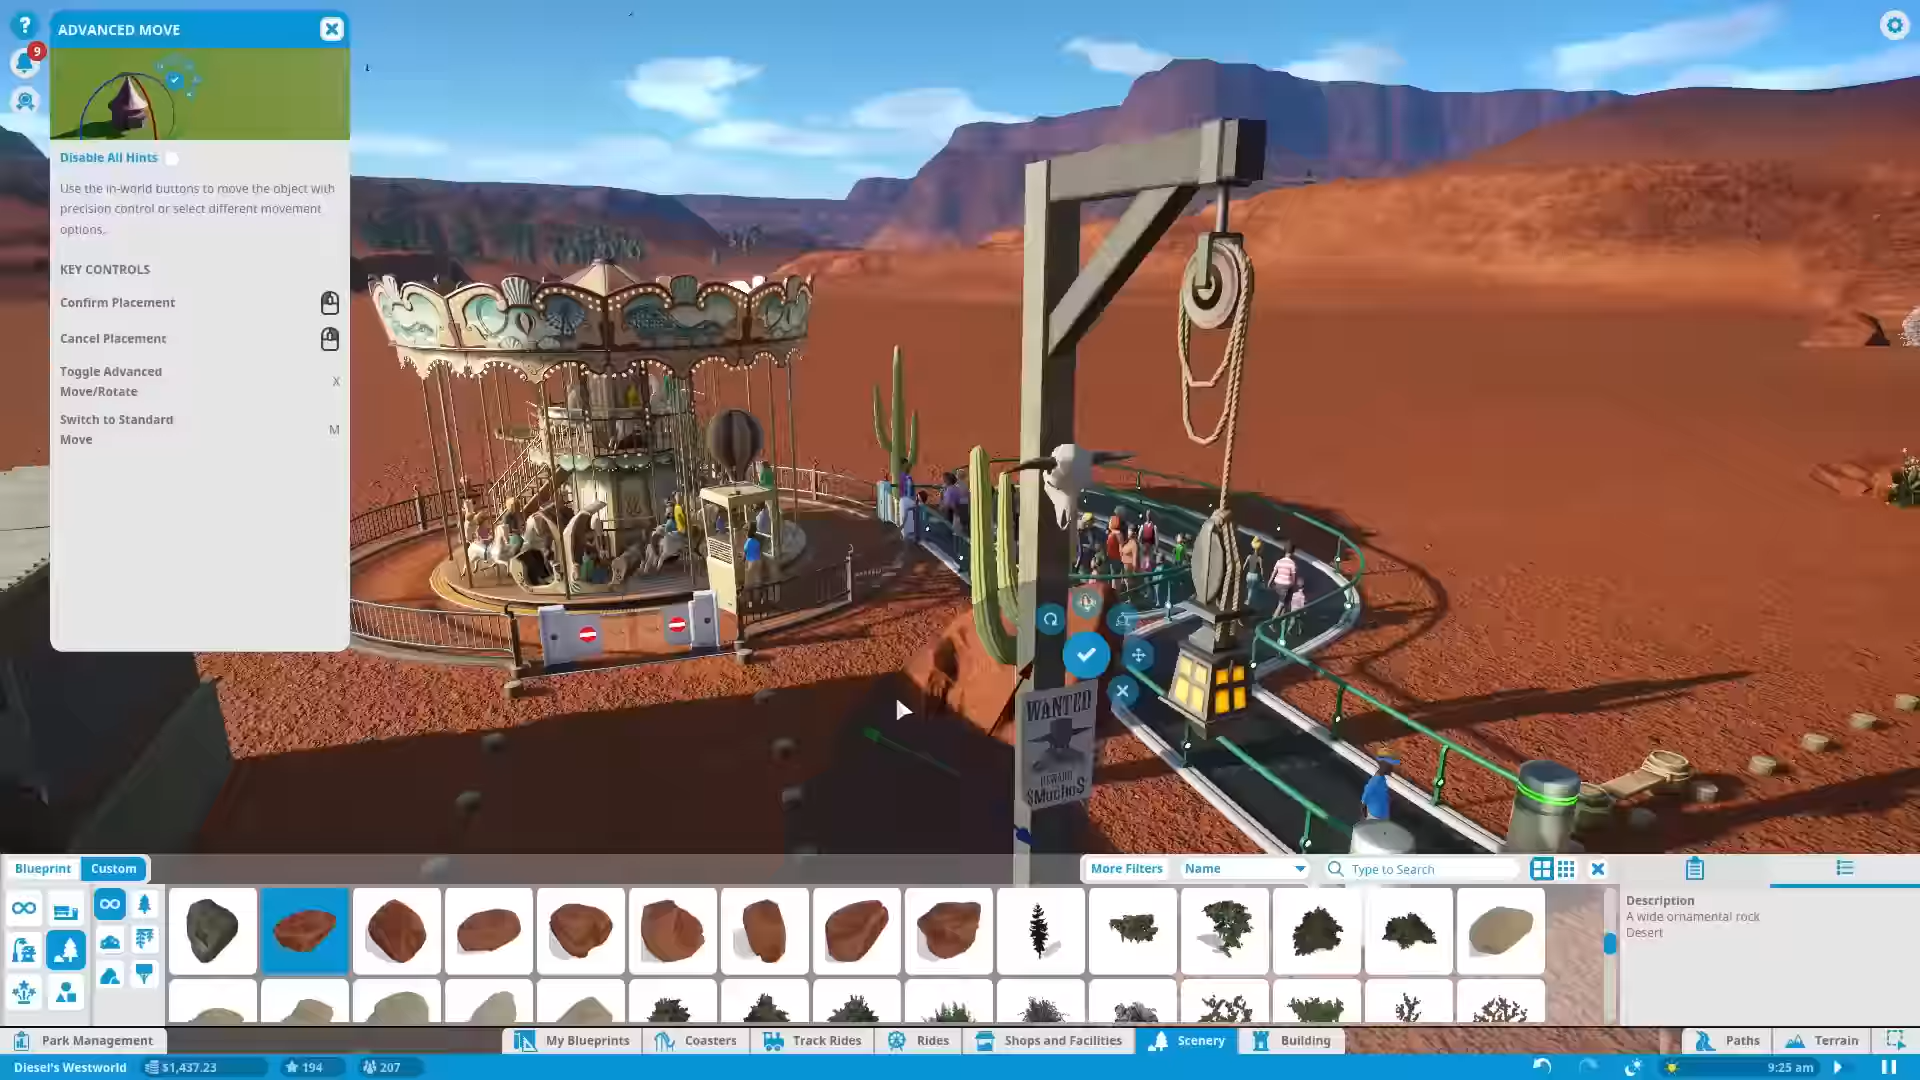 ADVANCED MOVE
9
Disable All Hints
Use the in-world buttons to move the object with
precision control or select different movement
options.
KEY CONTROLS
Confirm Placement
Cancel Placement
Toggle Advanced
Move/Rotate
X
Switch to Standard
Move
M
WANTED
REWARD
$Mucho$
Blueprint
Custom
More Filters
Name
Type to Search
Description
A wide ornamental rock
Desert
Park Management
My Blueprints
Coasters
Track Rides
Rides
Shops and Facilities
Scenery
Building
Paths
Terrain
Diesel's Westworld
$1,437.23
194
207
9:25 am